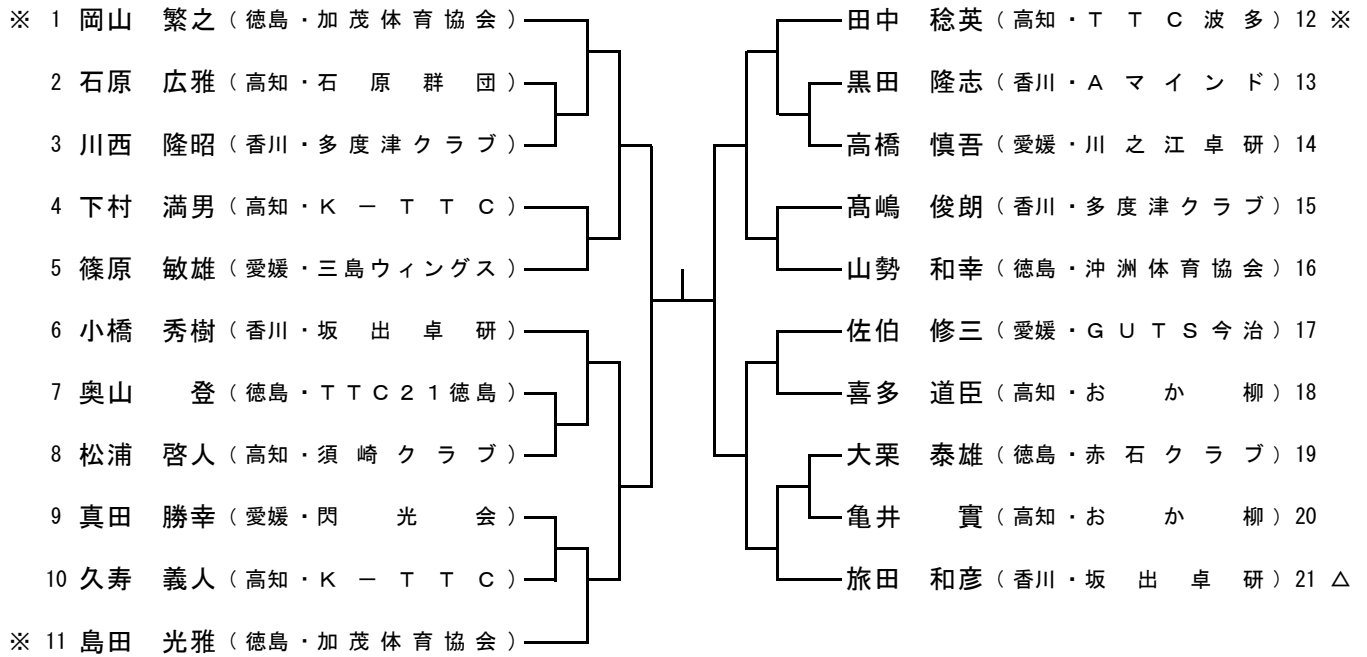 ※ 1 岡山 繁之（徳島・加茂体育協会）
2 石原 広雅（高知・石原群団）
3 川西 隆昭（香川・多度津クラブ）
4 下村 満男（高知・K－TTC）
5 篠原 敏雄（愛媛・三島ウィングス）
6 小橋 秀樹（香川・坂出卓研）
7 奥山 登（徳島・TTC21徳島）
8 松浦 啓人（高知・須崎クラブ）
9 真田 勝幸（愛媛・閃光会）
10 久寿 義人（高知・K－TTC）
※ 11 島田 光雅（徳島・加茂体育協会）
田中 稔英（高知・TTC波多）12 ※
黒田 隆志（香川・Aマインド）13
高橋 慎吾（愛媛・川之江卓研）14
髙嶋 俊朗（香川・多度津クラブ）15
山勢 和幸（徳島・沖洲体育協会）16
佐伯 修三（愛媛・GUTS今治）17
喜多 道臣（高知・おか柳）18
大栗 泰雄（徳島・赤石クラブ）19
亀井 實（高知・おか柳）20
旅田 和彦（香川・坂出卓研）21 △